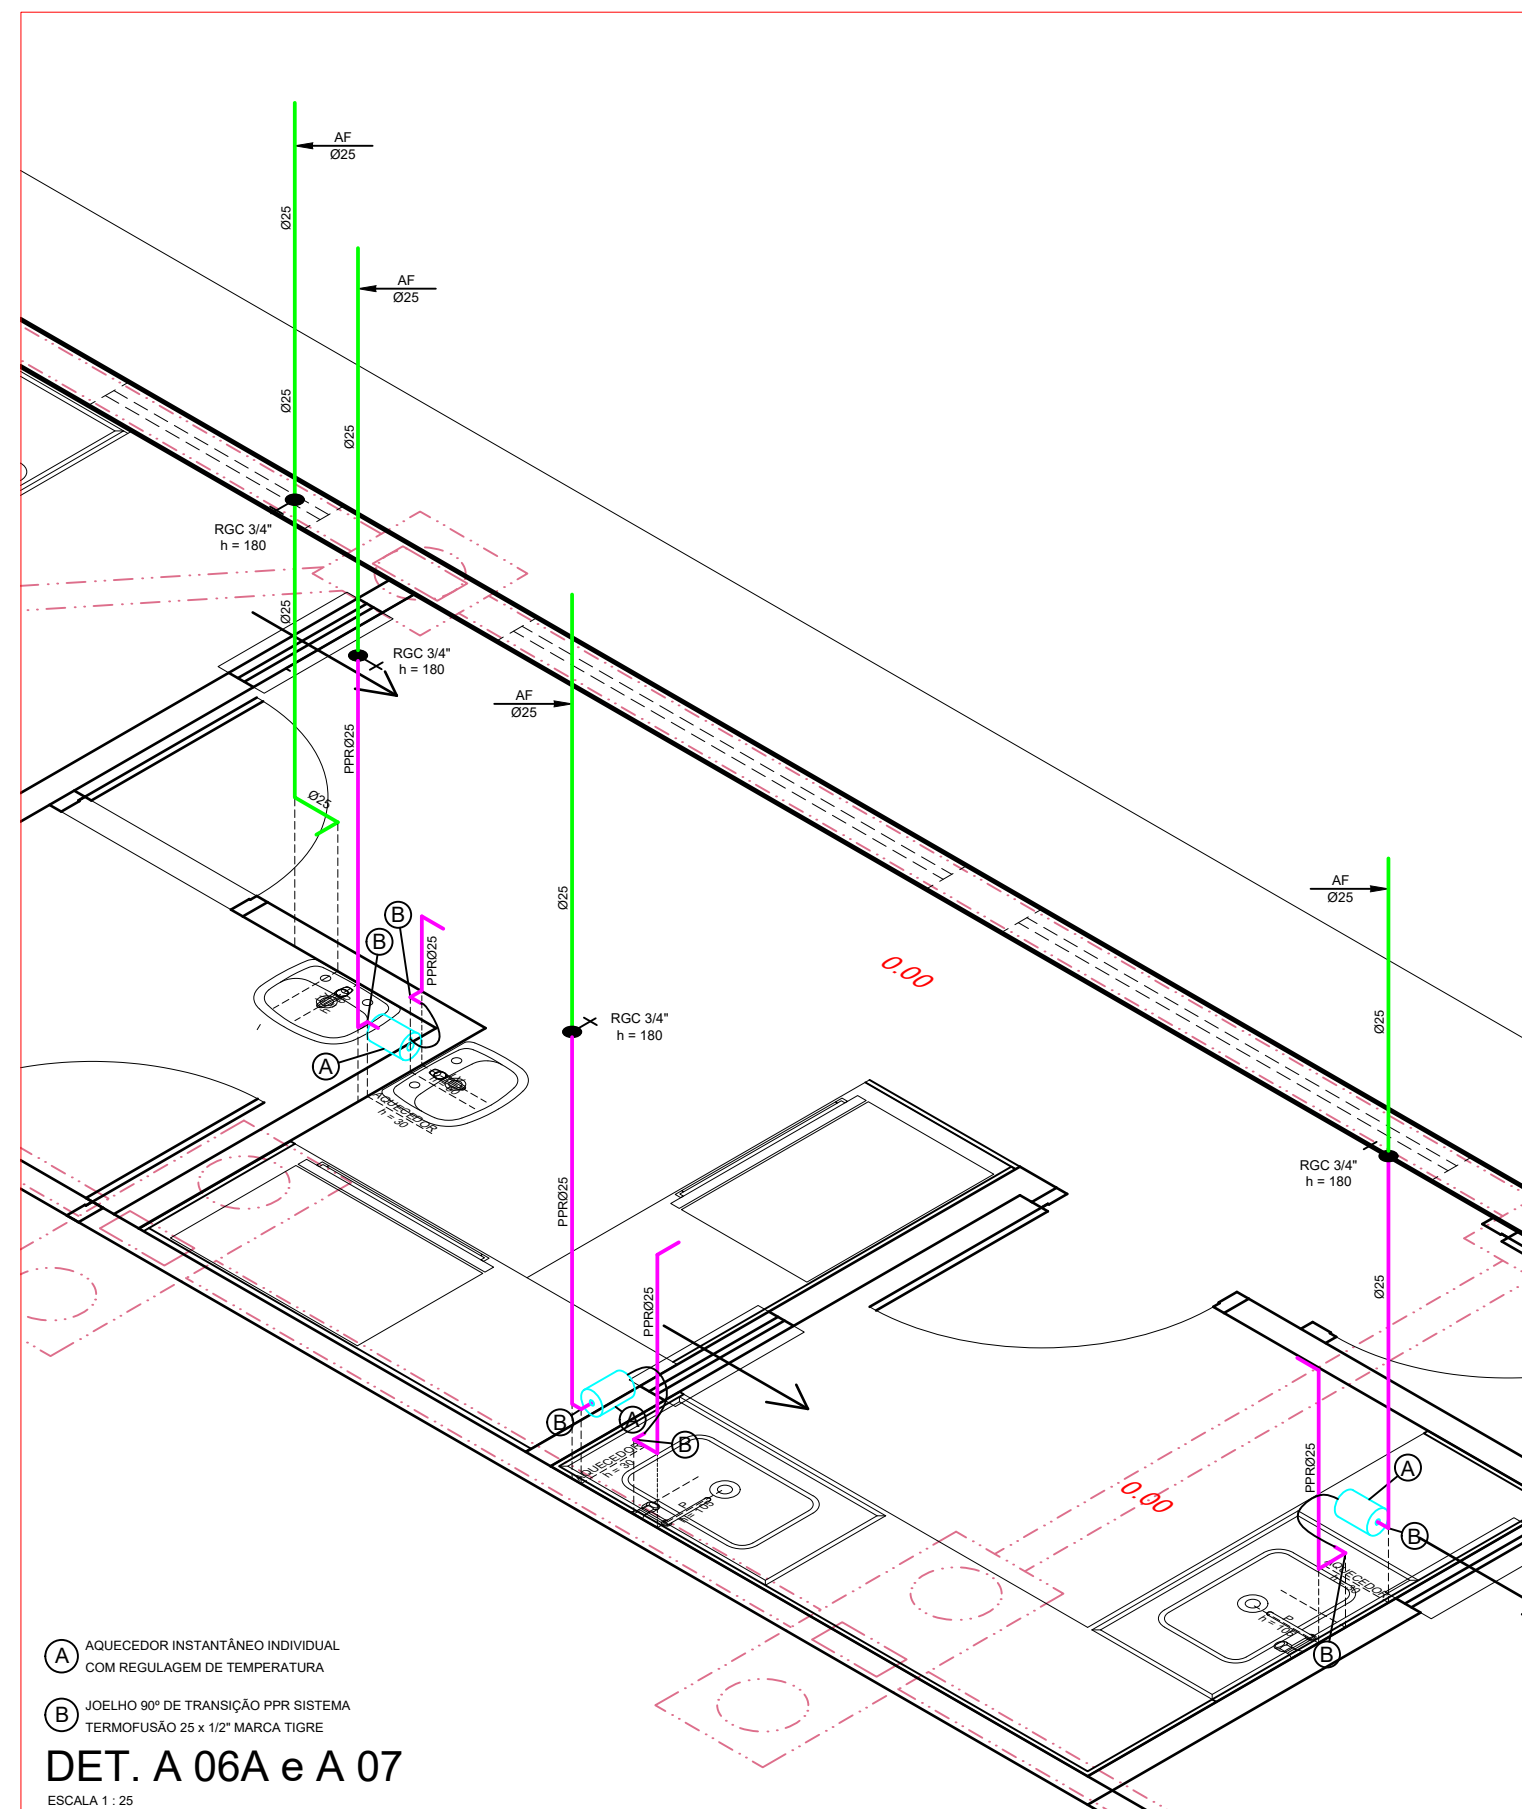 AF
Ø25
Ø25
AF
Ø25
Ø25
Ø25
RGC 3/4"
h = 180
Ø25
RGC 3/4"
h = 180
AF
Ø25
PPRØ25
Ø25
Ø25
AF
Ø25
B
B
PPRØ25
0.00
RGC 3/4"
h = 180
Ø25
A
AQUECEDOR
h = 30
RGC 3/4"
h = 180
PPRØ25
PPRØ25
Ø25
B
A
B
h = 30
PPRØ25
A
0.00
B
P
h = 100
B
A
AQUECEDOR INSTANTÂNEO INDIVIDUAL
COM REGULAGEM DE TEMPERATURA
B
JOELHO 90º DE TRANSIÇÃO PPR SISTEMA
TERMOFUSÃO 25 x 1/2" MARCA TIGRE
DET. A 06A e A 07
ESCALA 1 : 25